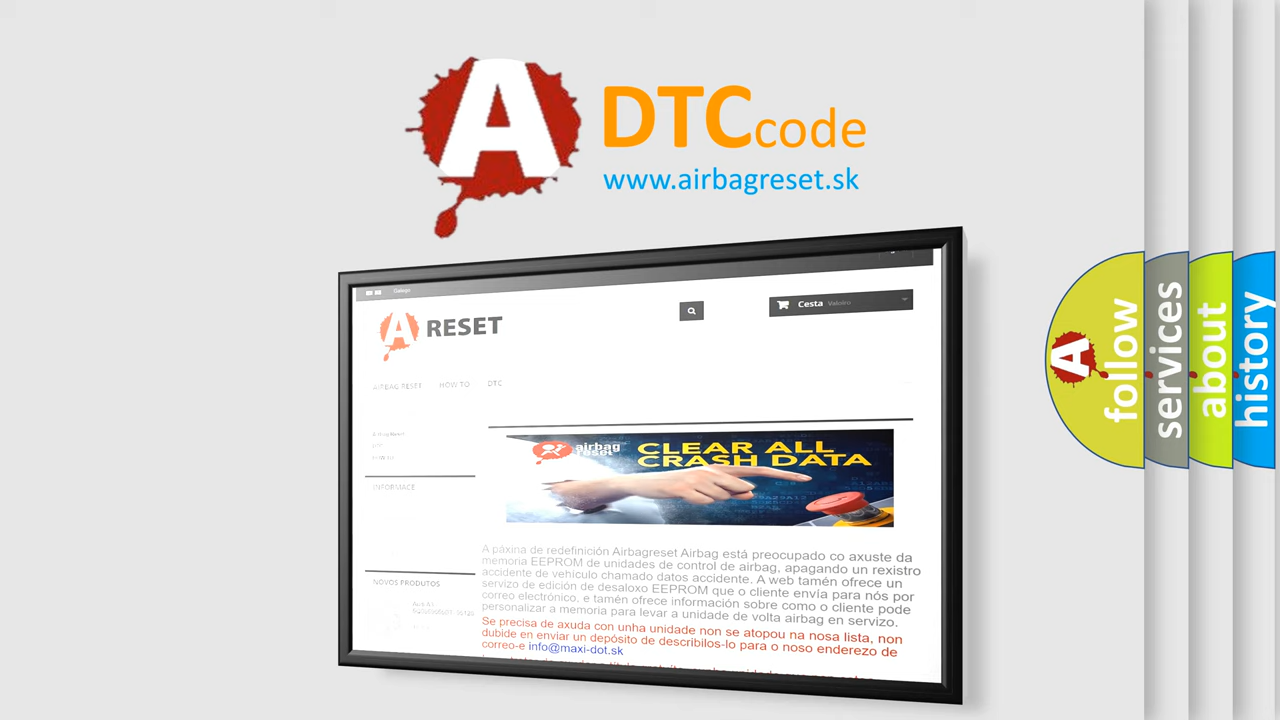 A DTCcode
www.airbagreset.sk
Galego
A RESET
Cesta Valeiro
AIRBAG RESET HOW TO DTC
INFORMACE
airbag
reset
CLEAR ALL
CRASH DATA
NOVOS PRODUTOS
A páxina de redefinición Airbagreset Airbag está preocupado co axuste da
memoria EEPROM de unidades de control de airbag, apagando un rexistro
accidente de vehículo chamado datos accidente. A web tamén ofrece un
servizo de edición de desaloxo EEPROM que o cliente envía para nós por
correo electrónico, e tamén ofrece información sobre como o cliente pode
personalizar a memoria para levar a unidade de volta airbag en servizo.
Se precisa de axuda con unha unidade non se atopou na nosa lista, non
dubide en enviar un depósito de describilos-lo para o noso enderezo de
correo-e info@maxi-dot.sk
A follow
services
about
history